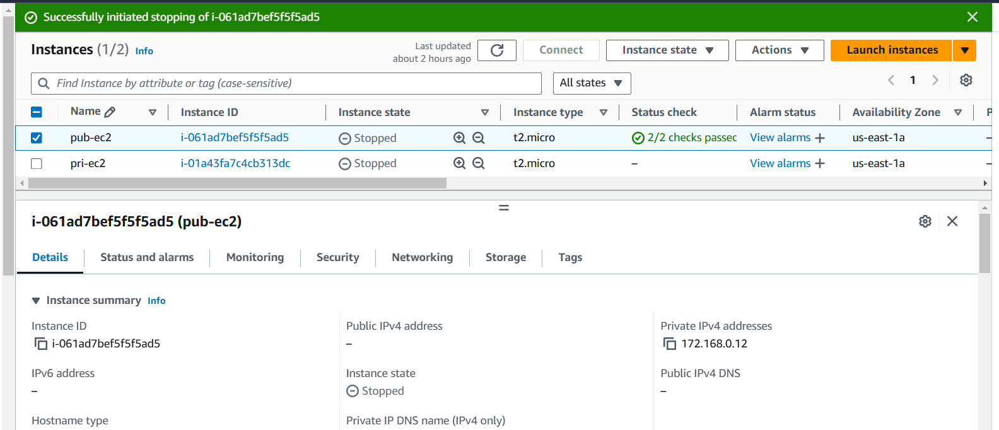 Successfully initiated stopping of i-061ad7bef5f5f5ad5
Instances (1/2) Info
Last updated
about 2 hours ago
Connect
Instance state
Actions
Launch instances
Find Instance by attribute or tag (case-sensitive)
All states
1
Name Instance ID Instance state Instance type Status check Alarm status Availability Zone P
pub-ec2 i-061ad7bef5f5f5ad5 Stopped t2.micro 2/2 checks passed View alarms + us-east-1a –
pri-ec2 i-01a43fa7c4cb313dc Stopped t2.micro – View alarms + us-east-1a –
i-061ad7bef5f5f5ad5 (pub-ec2)
Details Status and alarms Monitoring Security Networking Storage Tags
Instance summary Info
Instance ID
i-061ad7bef5f5f5ad5
Public IPv4 address
–
Private IPv4 addresses
172.168.0.12
IPv6 address
–
Instance state
Stopped
Public IPv4 DNS
–
Hostname type
Private IP DNS name (IPv4 only)